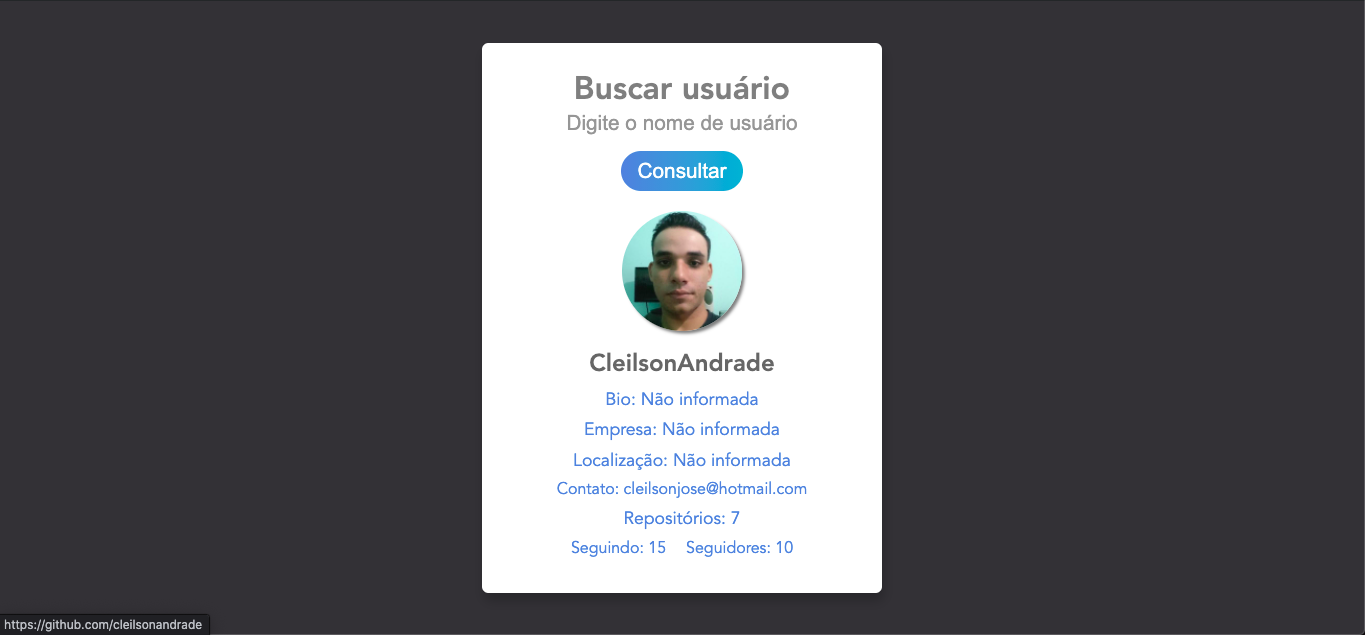 Buscar usuário
Digite o nome de usuário
Consultar
CleilsonAndrade
Bio: Não informada
Empresa: Não informada
Localização: Não informada
Contato: cleilsonjose@hotmail.com
Repositórios: 7
Seguindo: 15 Seguidores: 10
https://github.com/cleilsonandrade